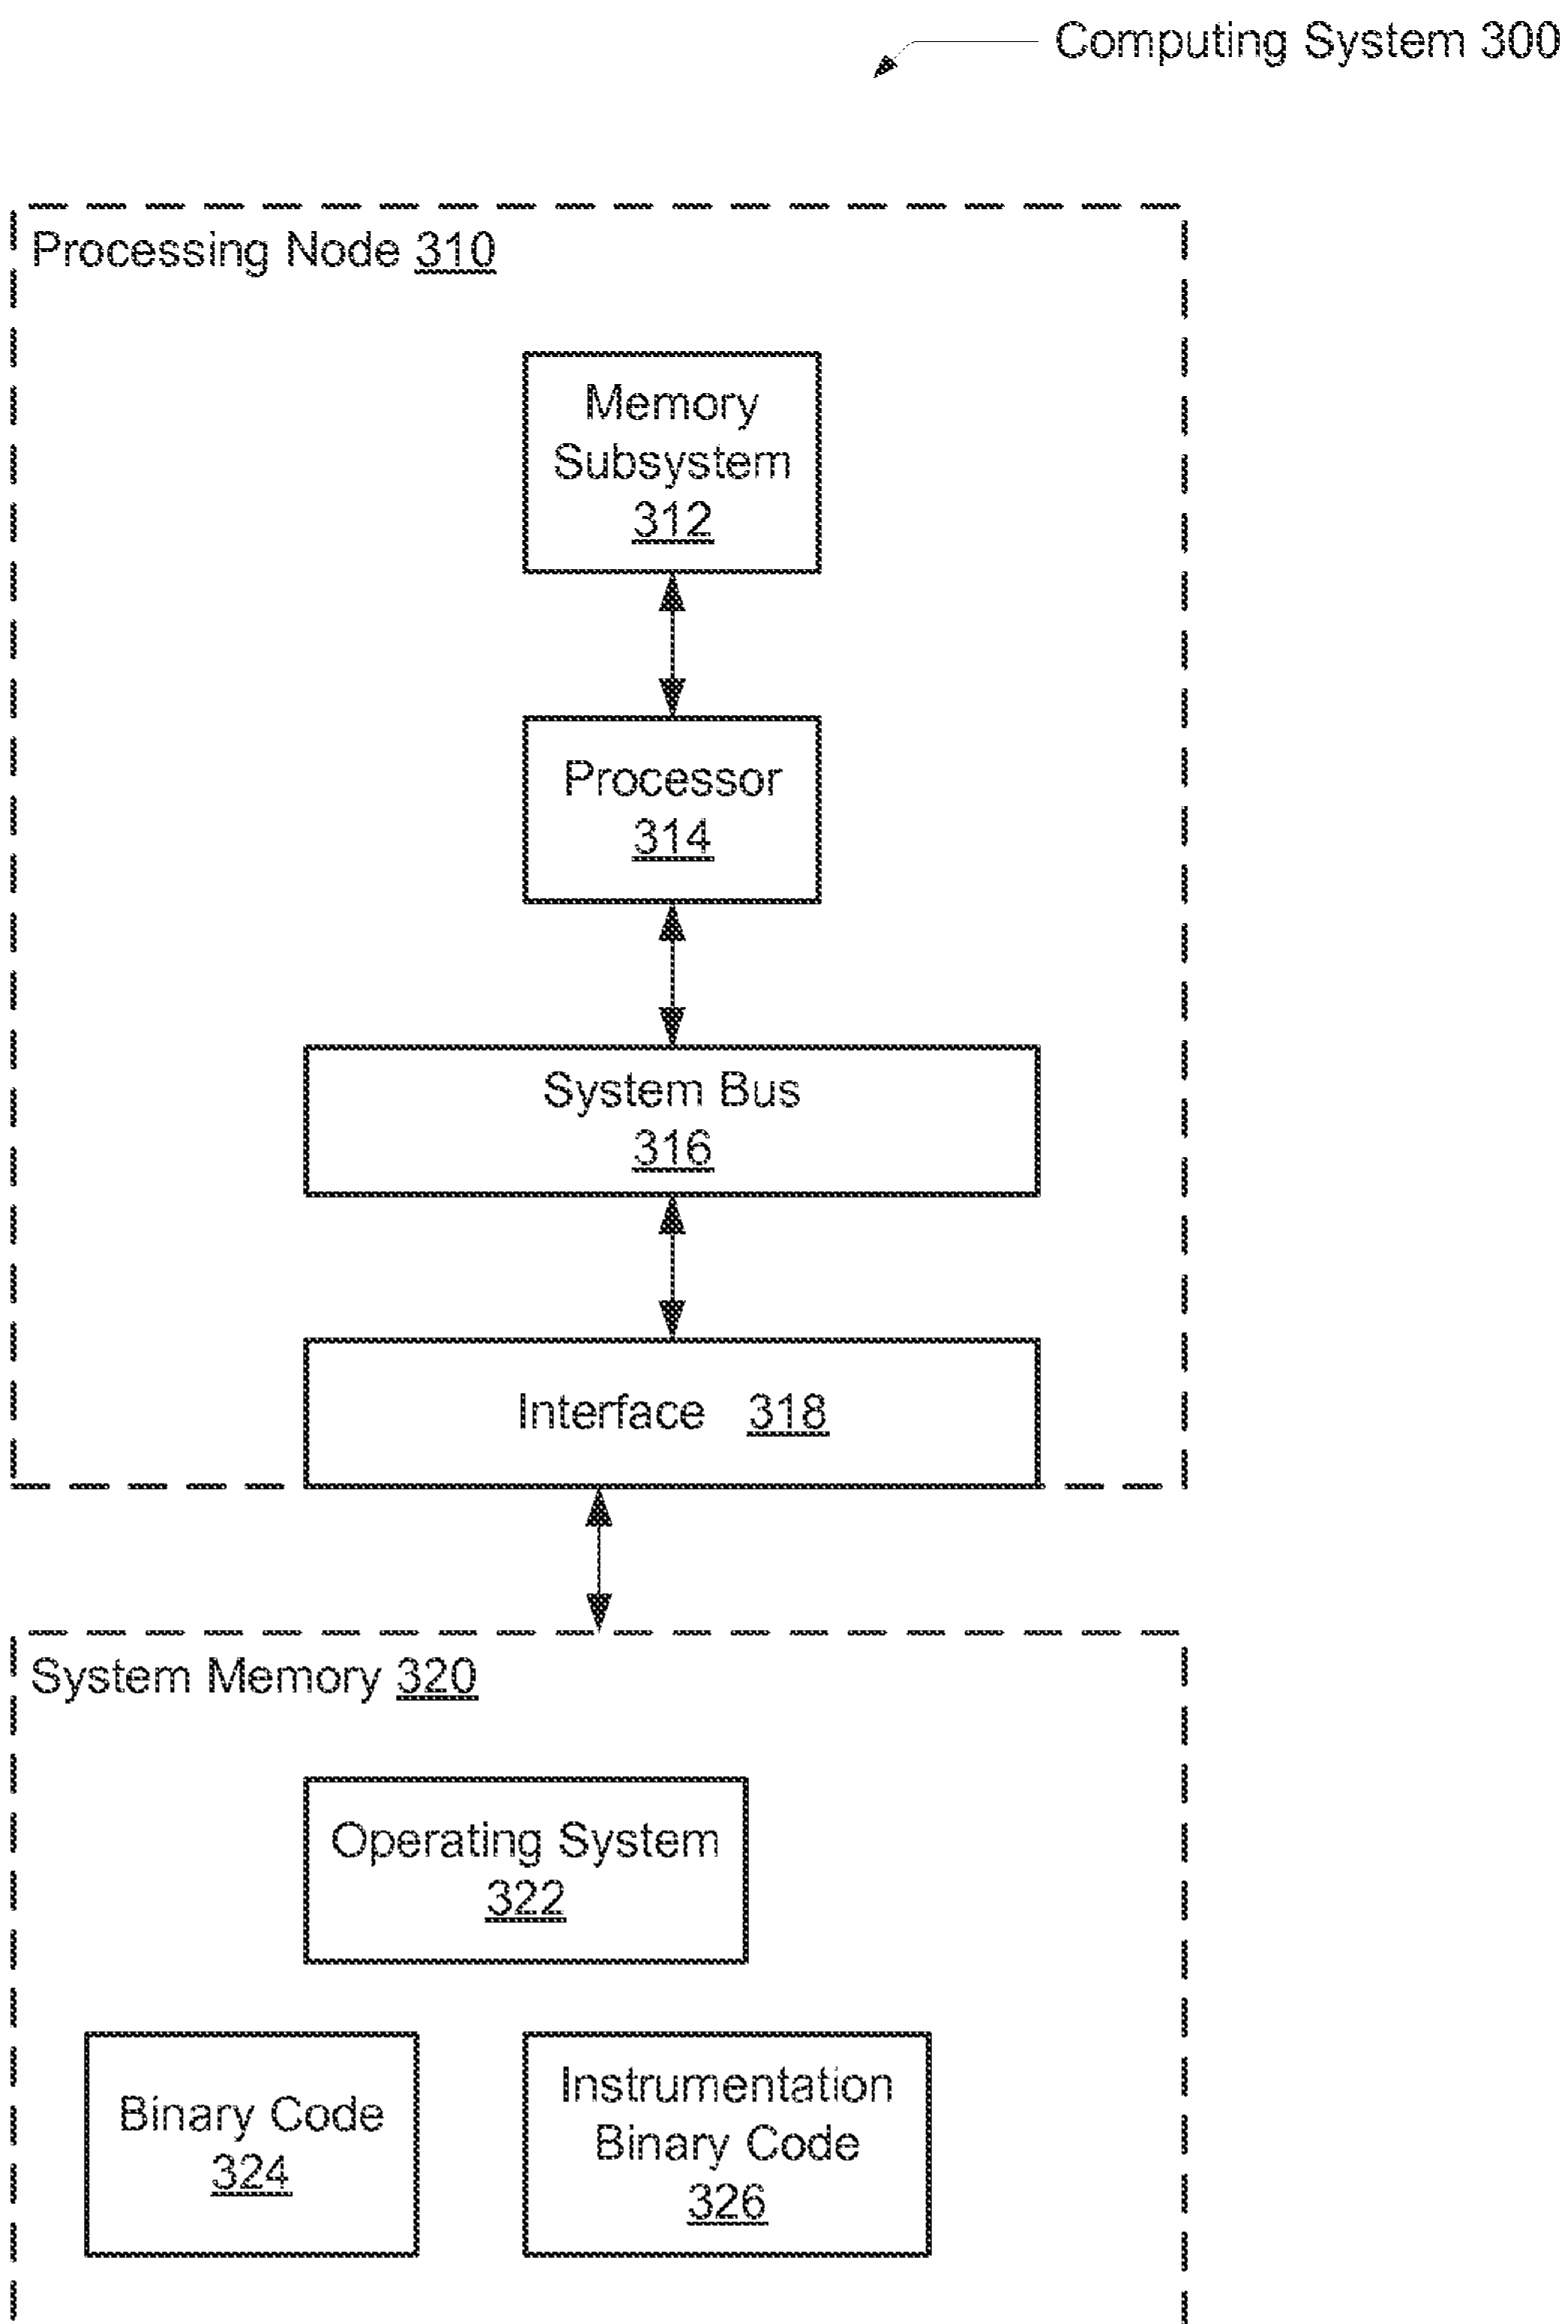 Computing System 300
Processing Node 310
Memory
Subsystem
312
Processor
314
System Bus
316
Interface 318
System Memory 320
Operating System
322
Binary Code
324
Instrumentation
Binary Code
326